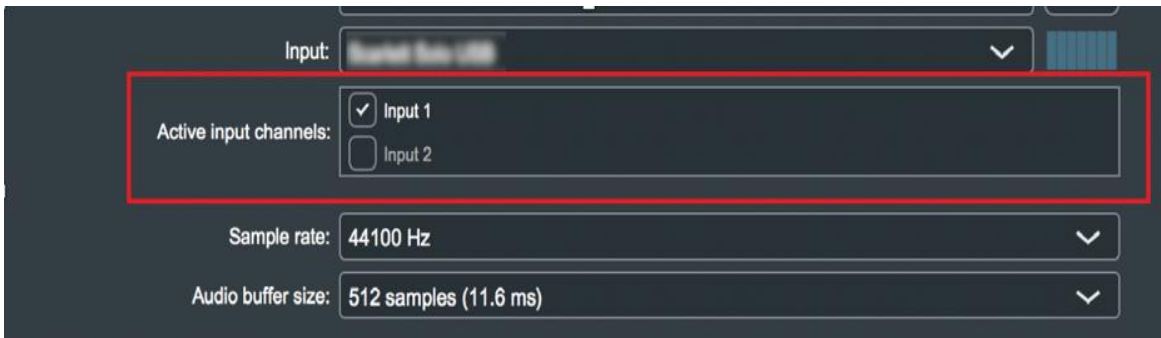 Input:
Active input channels:
Input 1
Input 2
Sample rate: 44100 Hz
Audio buffer size: 512 samples (11.6 ms)